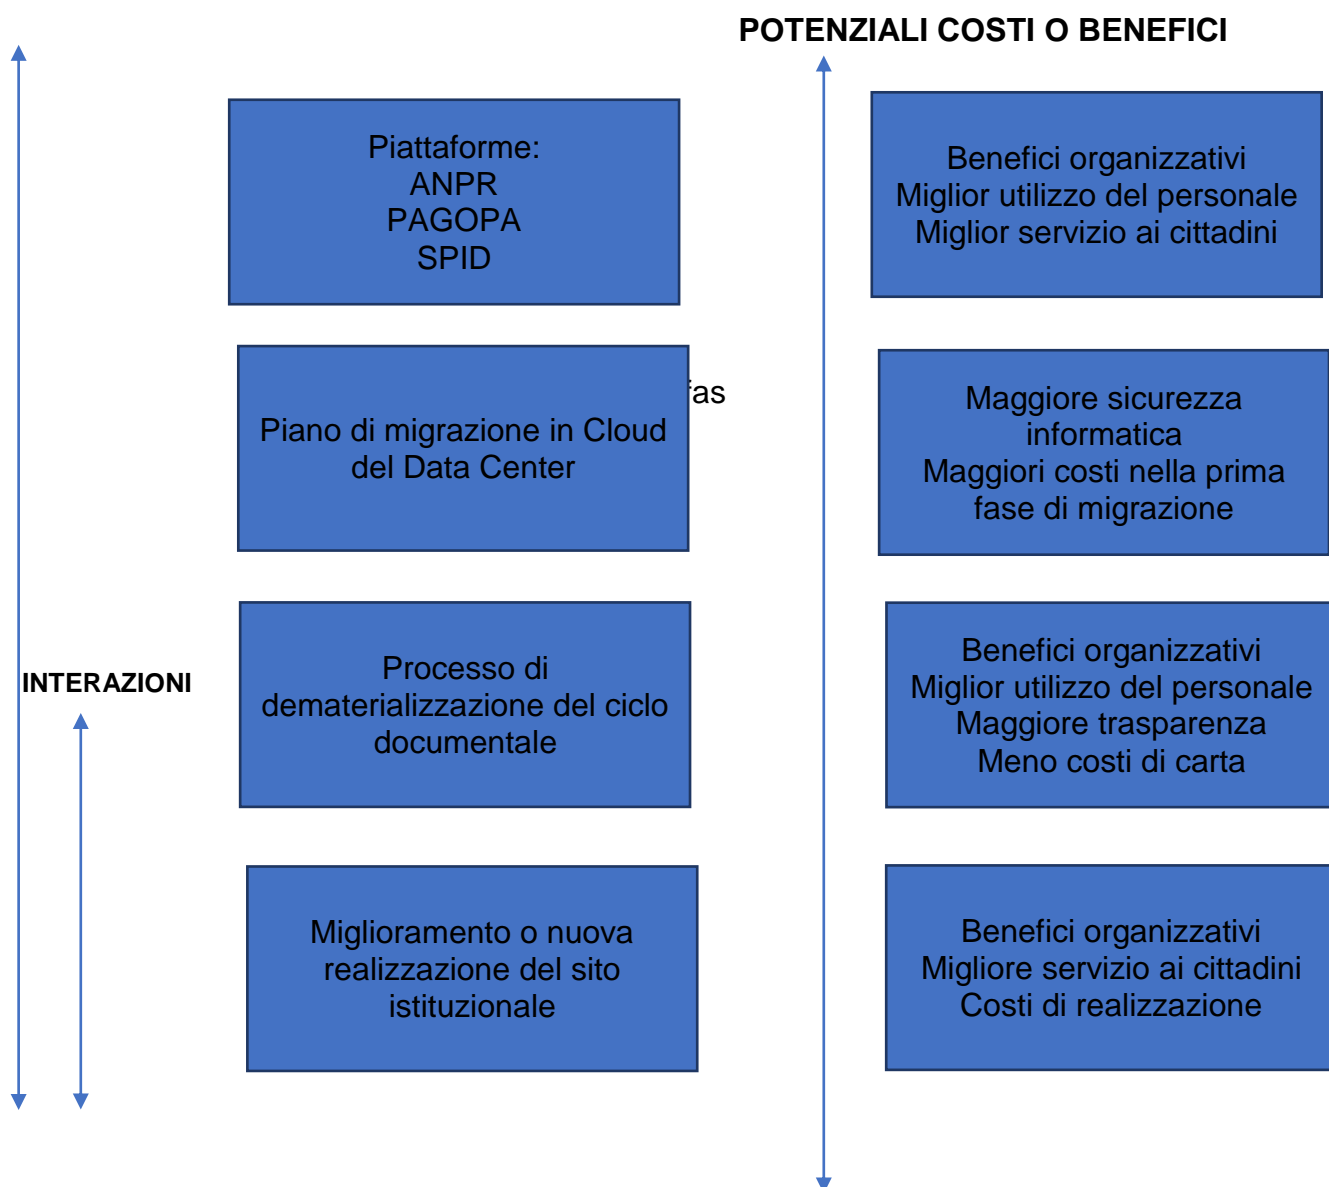 POTENZIALI COSTI O BENEFICI
Piattaforme:
ANPR
PAGOPA
SPID
Benefici organizzativi
Miglior utilizzo del personale
Miglior servizio ai cittadini
Piano di migrazione in Cloud
del Data Center
Maggiore sicurezza
informatica
Maggiori costi nella prima
fase di migrazione
INTERAZIONI
Processo di
dematerializzazione del ciclo
documentale
Benefici organizzativi
Miglior utilizzo del personale
Maggiore trasparenza
Meno costi di carta
Miglioramento o nuova
realizzazione del sito
istituzionale
Benefici organizzativi
Migliore servizio ai cittadini
Costi di realizzazione